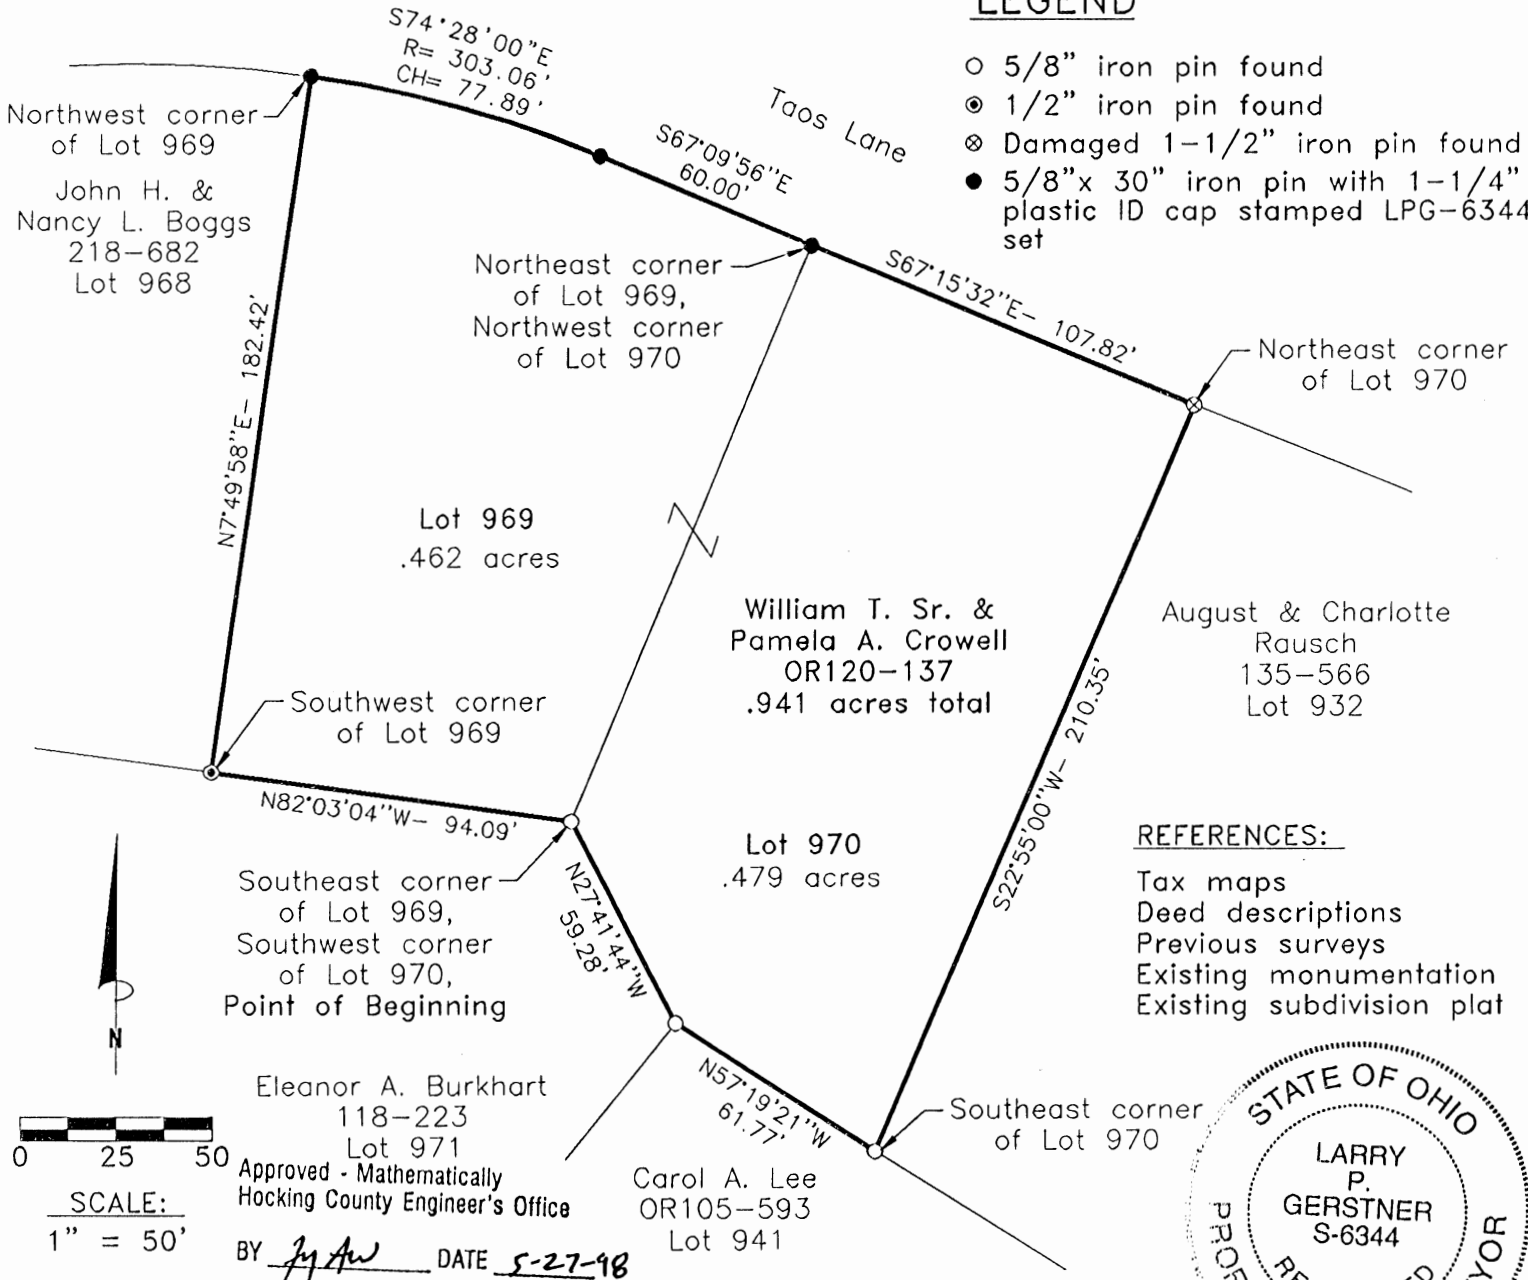 LEGEND
○ 5/8" iron pin found
1/2" iron pin found
Damaged 1-1/2" iron pin found
● 5/8"x 30" iron pin with 1-1/4"
plastic ID cap stamped LPG-6344
set
S74°28'00"E
R= 303.06'
CH= 77.89'
Taos Lane
S67°09'56"E
60.00'
Northwest corner
of Lot 969
John H. &
Nancy L. Boggs
218-682
Lot 968
Northeast corner
of Lot 969,
Northwest corner
of Lot 970
S67°15'32"E- 107.82'
Northeast corner
of Lot 970
N7°49'58"E- 182.42'
Lot 969
.462 acres
William T. Sr. &
Pamela A. Crowell
OR120-137
.941 acres total
August & Charlotte
Rausch
135-566
Lot 932
S22°55'00"W- 210.35'
Southwest corner
of Lot 969
N82°03'04"W- 94.09'
Lot 970
.479 acres
REFERENCES:
Tax maps
Deed descriptions
Previous surveys
Existing monumentation
Existing subdivision plat
Southeast corner
of Lot 969,
Southwest corner
of Lot 970,
Point of Beginning
N27°41'44"W
59.28'
N
N57°19'21"W
61.77'
Southeast corner
of Lot 970
Eleanor A. Burkhart
118-223
Lot 971
0 25 50
SCALE:
1" = 50'
Approved - Mathematically
Hocking County Engineer's Office
BY DATE 5-27-98
Carol A. Lee
OR105-593
Lot 941
STATE OF OHIO
LARRY
P.
GERSTNER
S-6344